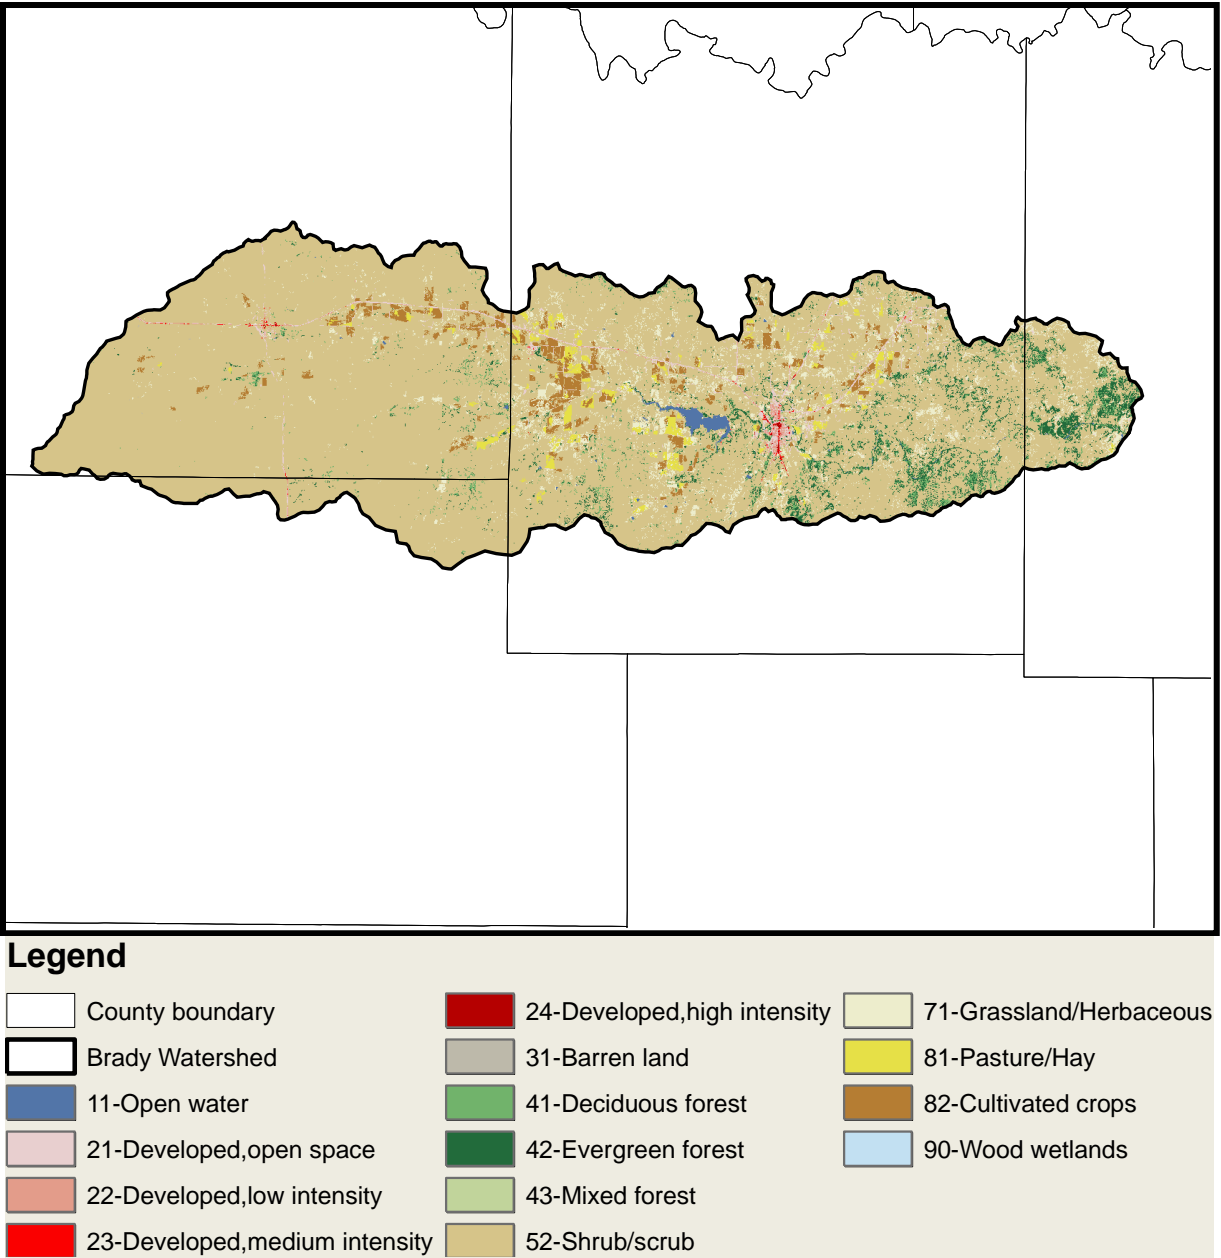 Legend
County boundary
Brady Watershed
11-Open water
21-Developed,open space
22-Developed,low intensity
23-Developed,medium intensity
24-Developed,high intensity
31-Barren land
41-Deciduous forest
42-Evergreen forest
43-Mixed forest
52-Shrub/scrub
71-Grassland/Herbaceous
81-Pasture/Hay
82-Cultivated crops
90-Wood wetlands